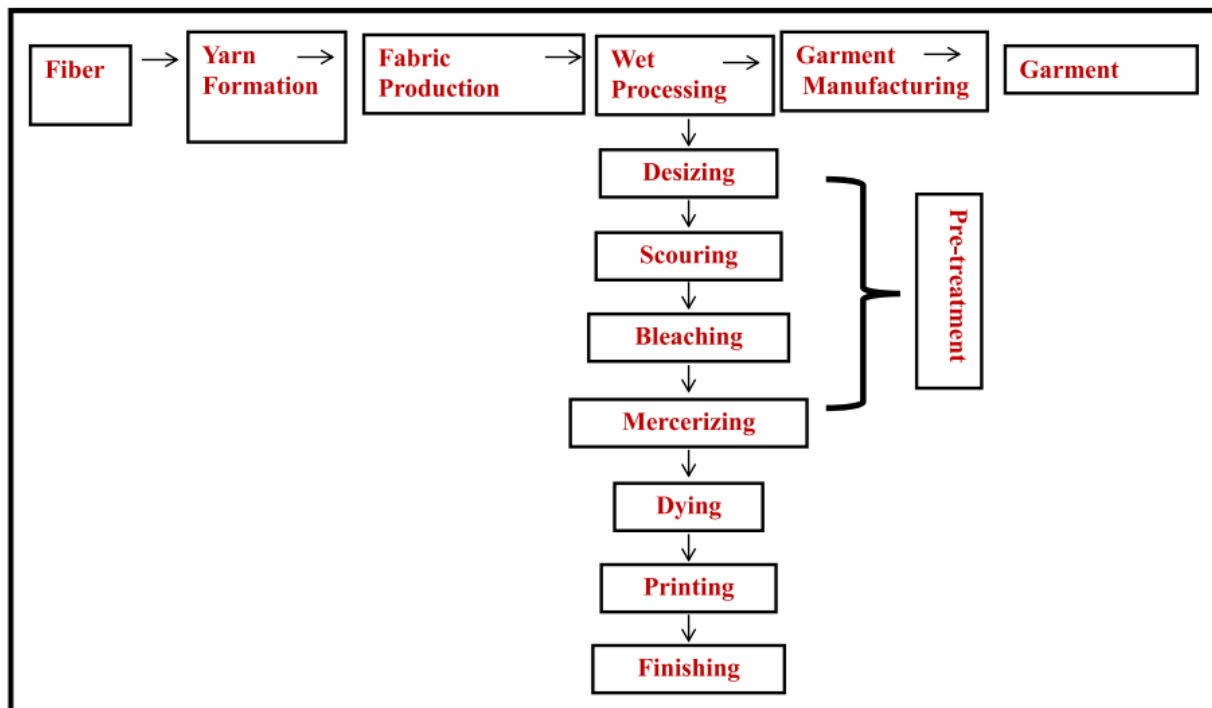 Fiber
Yarn
Formation
Fabric
Production
Wet
Processing
Garment
Manufacturing
Garment
Desizing
Scouring
Bleaching
Mercerizing
Pre-treatment
Dying
Printing
Finishing